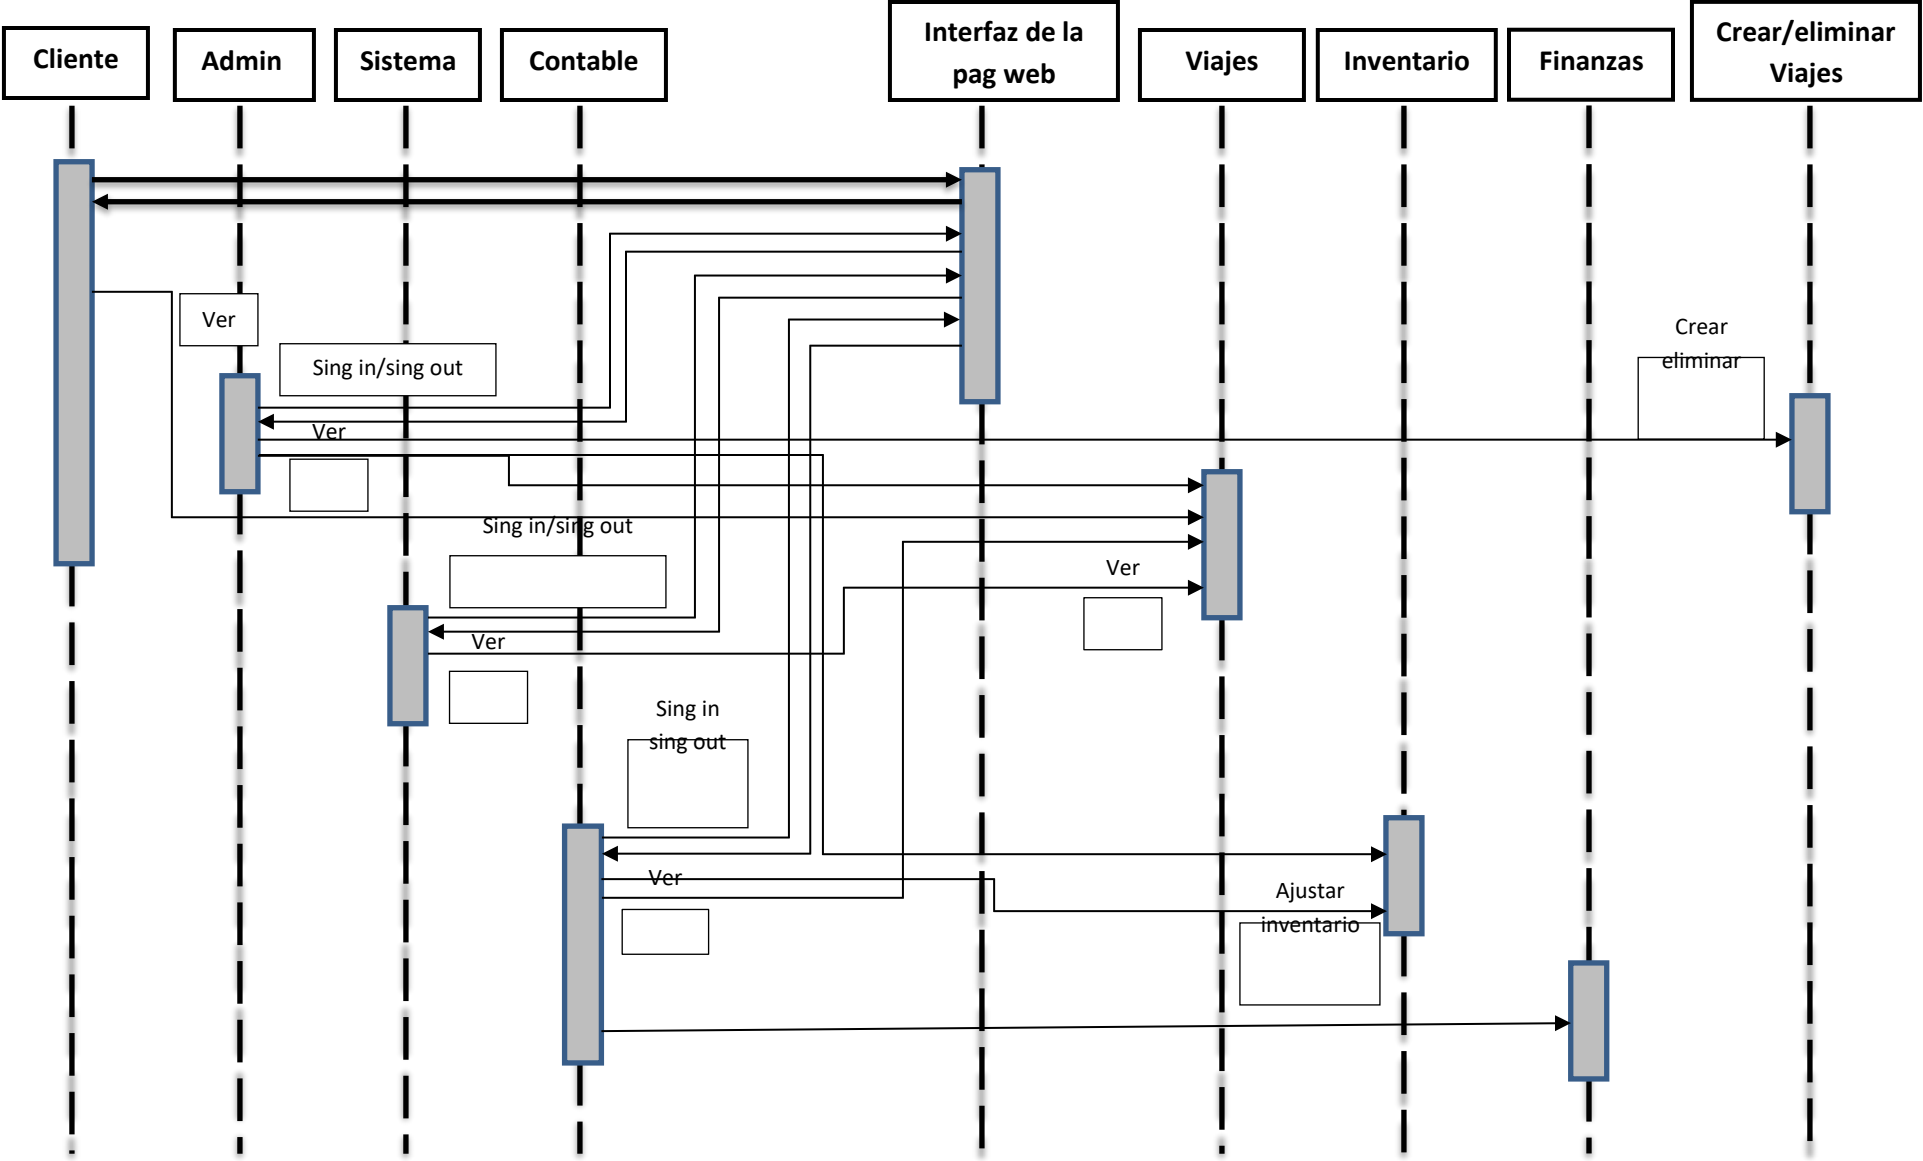 Cliente
Admin
Sistema
Contable
Interfaz de la
pag web
Viajes
Inventario
Finanzas
Crear/eliminar
Viajes
Ver
Crear
eliminar
Sing in/sing out
Ver
Sing in/sing out
Ver
Ver
Sing in
sing out
Ver
Ajustar
inventario